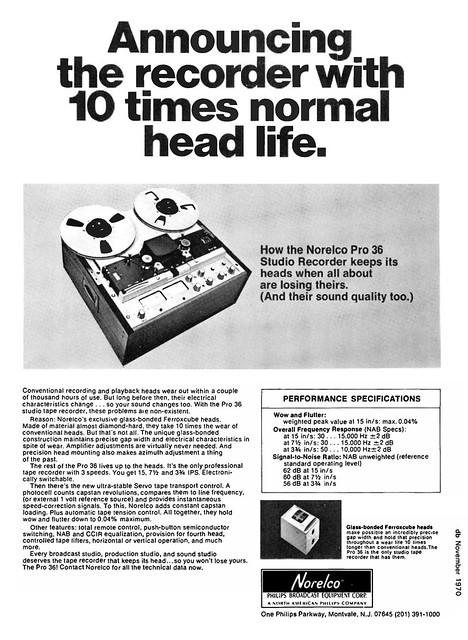 Announcing
the recorder with
10 times normal
head life.
How the Norelco Pro 36
Studio Recorder keeps its
heads when all about
are losing theirs.
(And their sound quality too.)
Conventional recording and playback heads wear out within a couple
of thousand hours of use. But long before then, their electrical
characteristics change . . . so your sound changes too. With the Pro 36
studio tape recorder, these problems are non-existent.
Reason: Norelco's exclusive glass-bonded Ferroxcube heads.
Made of material almost diamond-hard, they take 10 times the wear of
conventional heads. But that's not all. The unique glass-bonded
construction maintains precise gap width and electrical characteristics in
spite of wear. Amplifier adjustments are virtually never needed. And
precision head mounting also makes azimuth adjustment a thing
of the past.
The rest of the Pro 36 lives up to the heads. It's the only professional
tape recorder with 3 speeds. You get 15, 7½ and 3¾ IPS. Electroni-
cally switchable.
Then there's the new ultra-stable Servo tape transport control. A
photocell counts capstan revolutions, compares them to line frequency,
(or external 1 volt reference source) and provides instantaneous
speed-correction signals. To this, Norelco adds constant capstan
loading. Plus automatic tape tension control. All together, they hold
wow and flutter down to 0.04% maximum.
Other features: total remote control, push-button semiconductor
switching, NAB and CCIR equalization, provision for fourth head,
controlled tape lifters, horizontal or vertical operation, and much
more.
Every broadcast studio, production studio, and sound studio
deserves the tape recorder that keeps its head...so you won't lose yours.
The Pro 36! Contact Norelco for all the technical data now.
PERFORMANCE SPECIFICATIONS
Wow and Flutter:
weighted peak value at 15 in/s: max. 0.04%
Overall Frequency Response (NAB Specs):
at 15 in/s: 30 . . . 15.000 Hz ±2 dB
at 7½ in/s: 30 . . . 15.000 Hz ±2 dB
at 3¾ in/s: 50 . . . 10,000 Hz±2 dB
Signal-to-Noise Ratio: NAB unweighted (reference
standard operating level)
62 dB at 15 in/s
60 dB at 7½ in/s
56 dB at 3¾ in/s
Glass-bonded Ferroxcube heads
make possible an incredibly precise
gap width and hold that precision
throughout a wear life 10 times
longer than conventional heads.The
Pro 36 is the only studio tape
recorder that has them.
Norelco®
PHILIPS BROADCAST EQUIPMENT CORP.
A NORTH AMERICAN PHILIPS COMPANY
One Philips Parkway, Montvale, N.J. 07645 (201) 391-1000
db November 1970